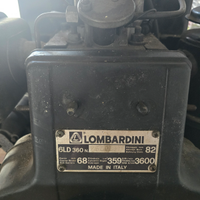 LOMBARDINI
6LD 360 N. 82
68 359 3600
MADE IN ITALY